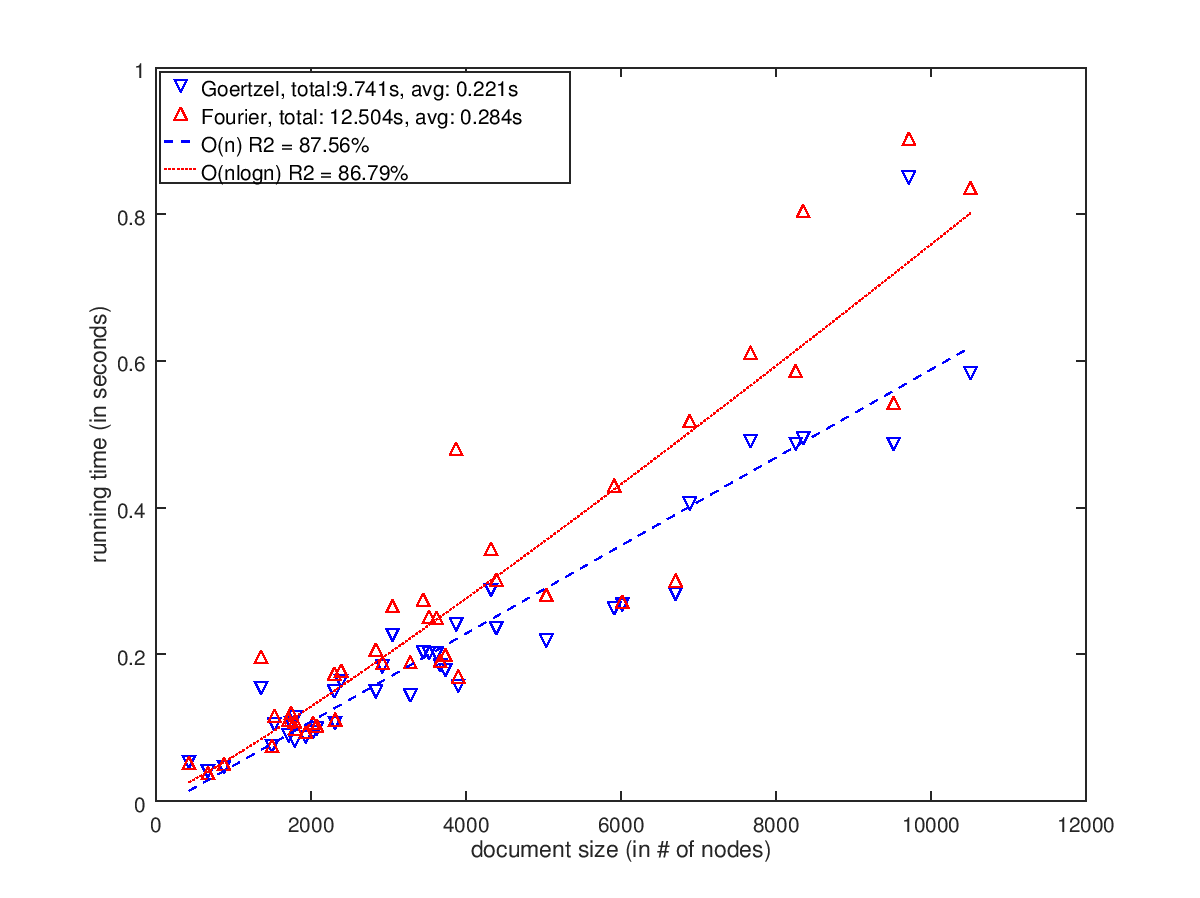 Goertzel, total:9.741s, avg: 0.221s
Fourier, total: 12.504s, avg: 0.284s
O(n) R2 = 87.56%
O(nlogn) R2 = 86.79%
1
0.8
0.6
0.4
0.2
0
running time (in seconds)
0 2000 4000 6000 8000 10000 12000
document size (in # of nodes)